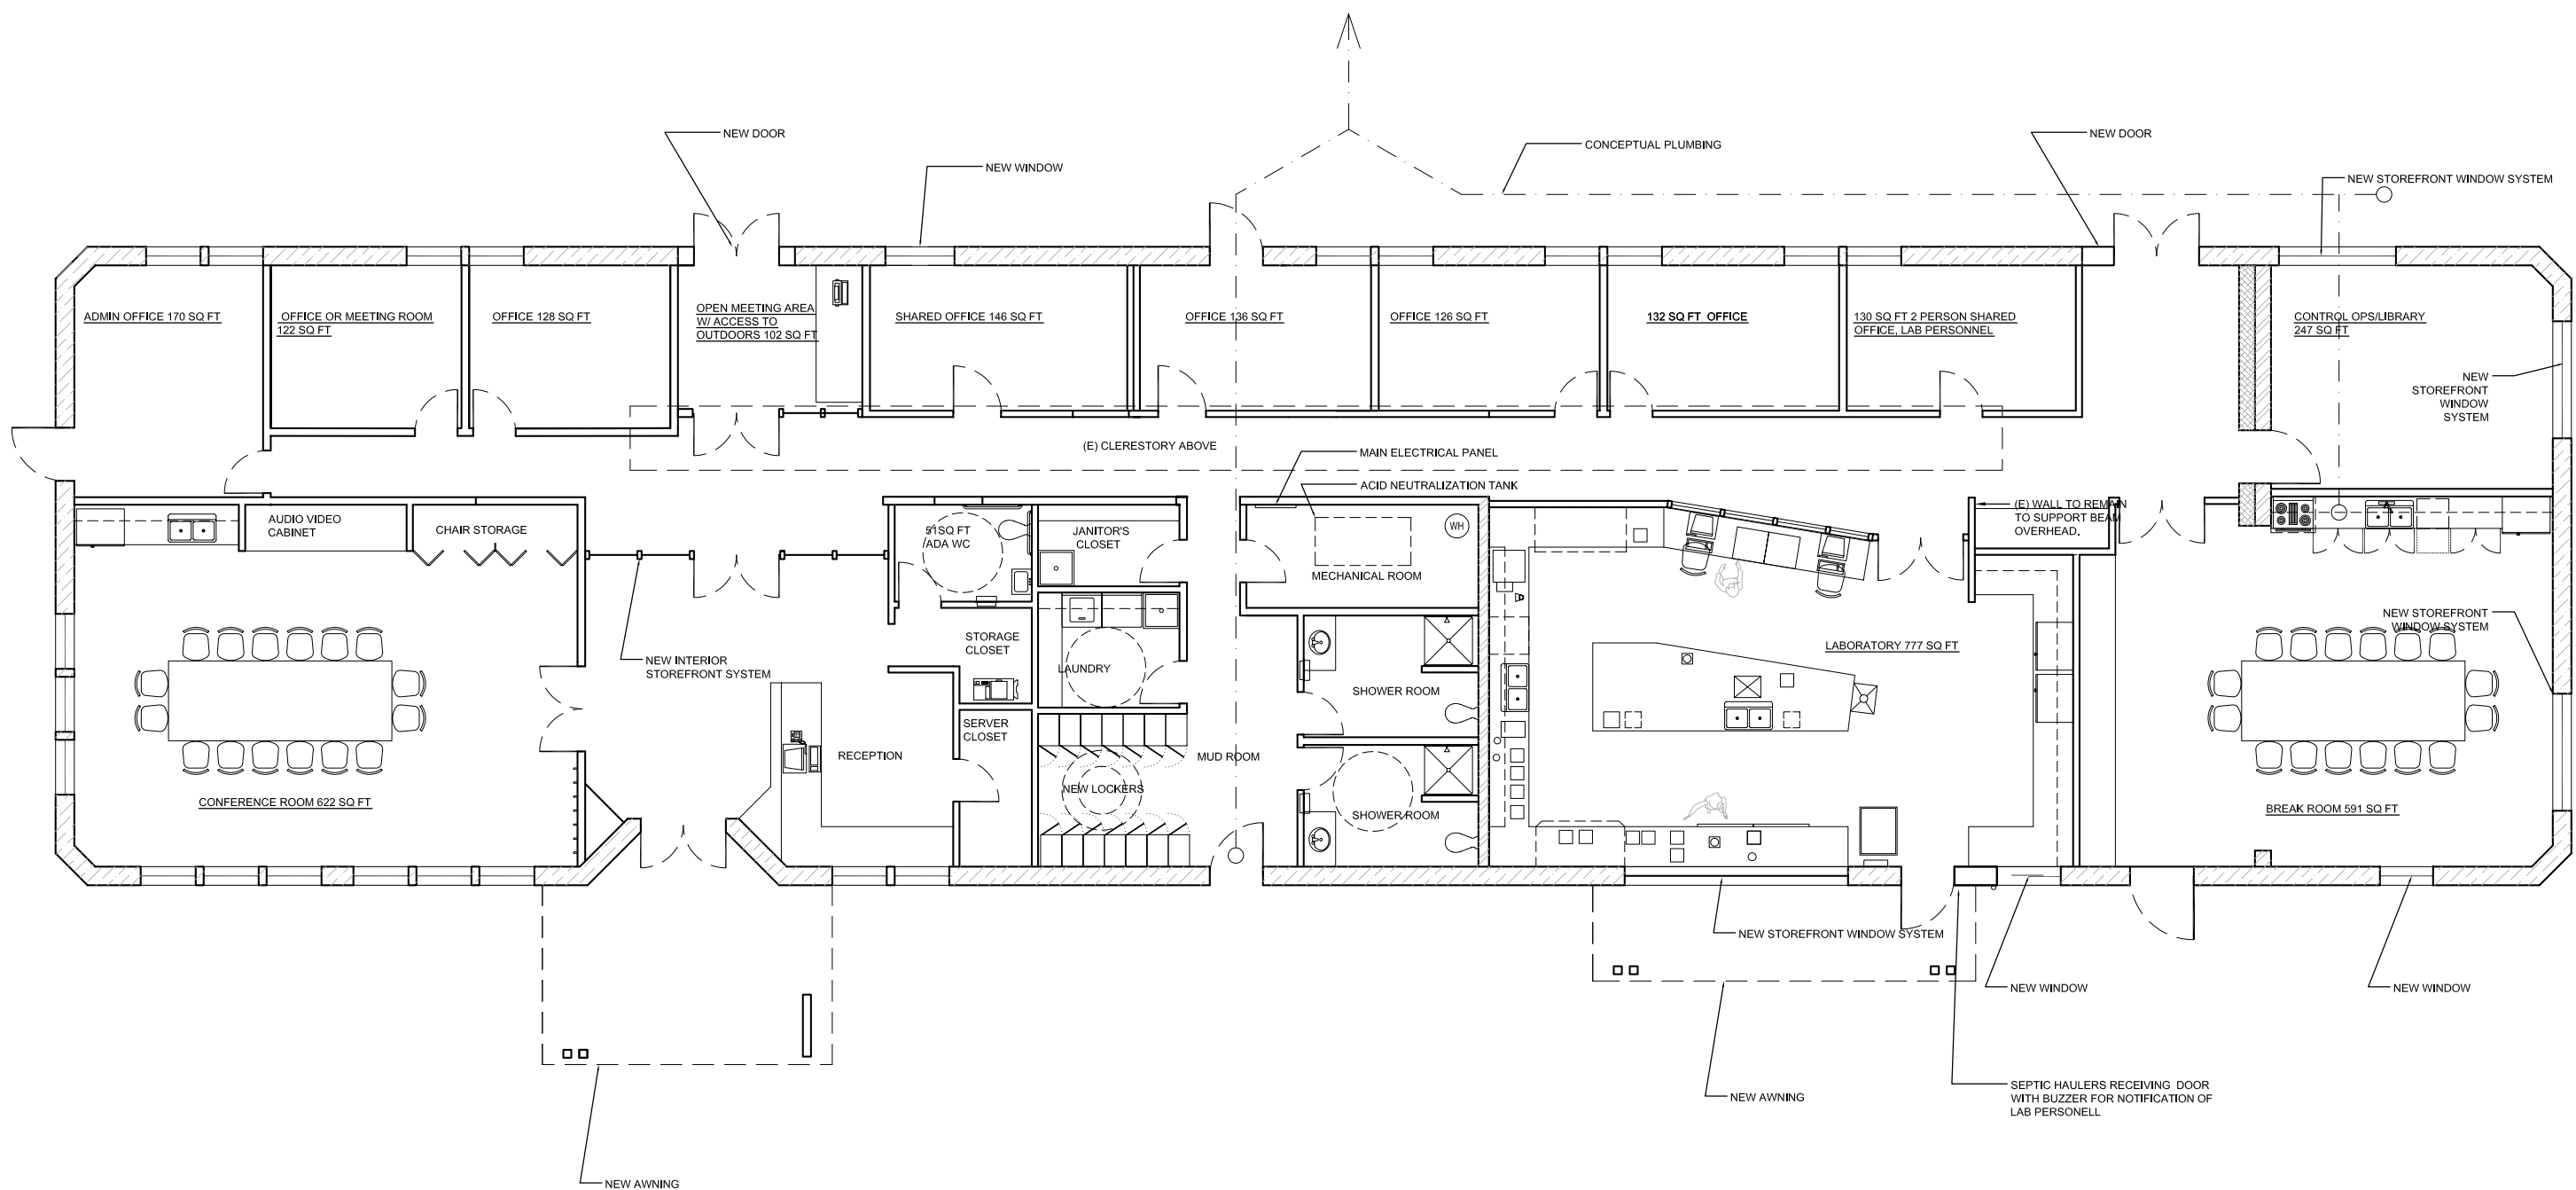 NEW DOOR
NEW WINDOW
CONCEPTUAL PLUMBING
NEW DOOR
NEW STOREFRONT WINDOW SYSTEM
ADMIN OFFICE 170 SQ FT
OFFICE OR MEETING ROOM
122 SQ FT
OFFICE 128 SQ FT
OPEN MEETING AREA
W/ ACCESS TO
OUTDOORS 102 SQ FT
SHARED OFFICE 146 SQ FT
OFFICE 136 SQ FT
OFFICE 126 SQ FT
132 SQ FT OFFICE
130 SQ FT 2 PERSON SHARED
OFFICE, LAB PERSONNEL
CONTROL OPS/LIBRARY
247 SQ FT
NEW
STOREFRONT
WINDOW
SYSTEM
(E) CLERESTORY ABOVE
MAIN ELECTRICAL PANEL
ACID NEUTRALIZATION TANK
AUDIO VIDEO
CABINET
CHAIR STORAGE
51SQ FT
ADA WC
JANITOR'S
CLOSET
WH
MECHANICAL ROOM
(E) WALL TO REMAIN
TO SUPPORT BEAM
OVERHEAD.
NEW STOREFRONT
WINDOW SYSTEM
STORAGE
CLOSET
NEW INTERIOR
STOREFRONT SYSTEM
LAUNDRY
LABORATORY 777 SQ FT
SHOWER ROOM
SERVER
CLOSET
RECEPTION
MUD ROOM
NEW LOCKERS
CONFERENCE ROOM 622 SQ FT
SHOWER ROOM
BREAK ROOM 591 SQ FT
NEW STOREFRONT WINDOW SYSTEM
NEW WINDOW
NEW WINDOW
SEPTIC HAULERS RECEIVING DOOR
WITH BUZZER FOR NOTIFICATION OF
LAB PERSONELL
NEW AWNING
NEW AWNING